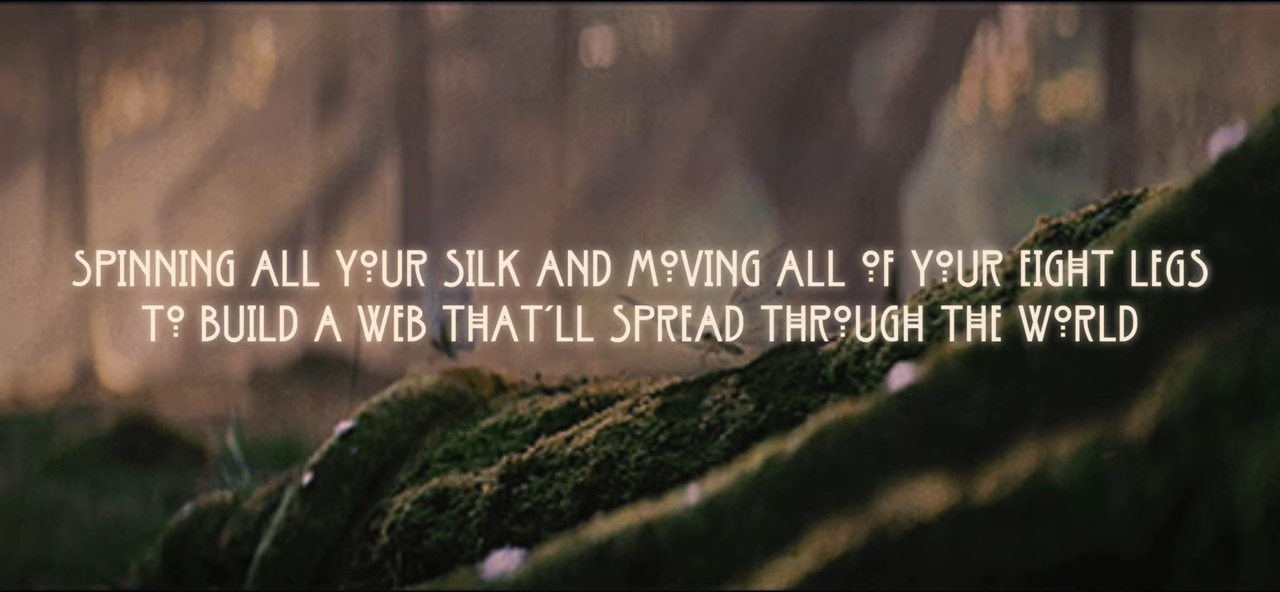 SPINNING ALL YOUR SILK AND MOVING ALL OF YOUR EIGHT LEGS
TO BUILD A WEB THAT'LL SPREAD THROUGH THE WORLD